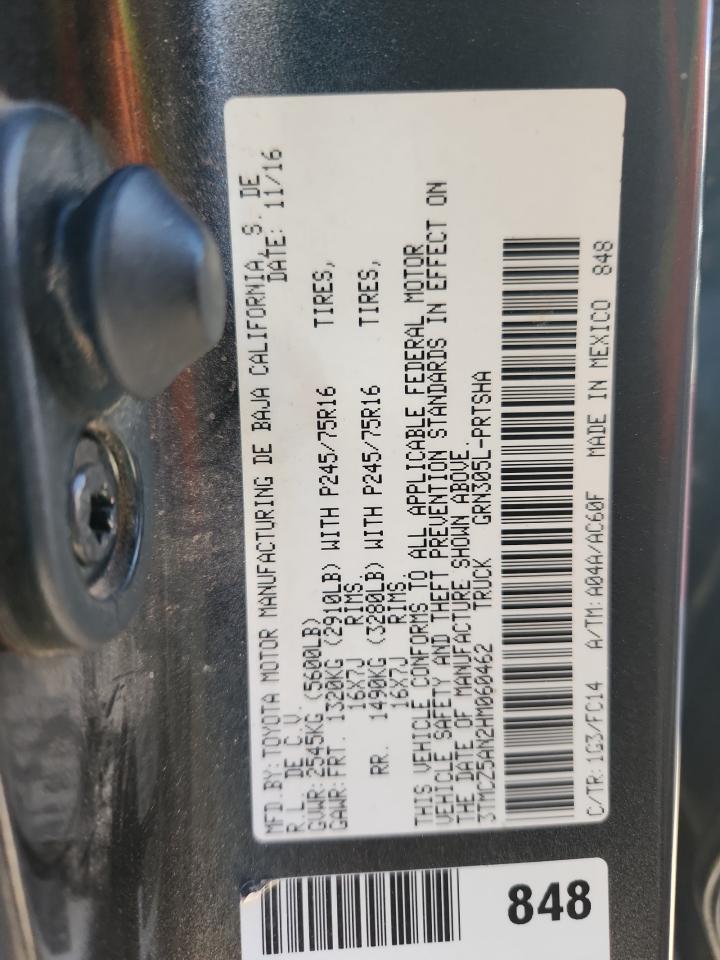 MFD.BY: TOYOTA MOTOR MANUFACTURING DE BAJA CALIFORNIA, S. DE
R.L. DE C.V. DATE: 11/16
GVWR: 2545KG (5600LB)
GAWR: FRT. 1320KG (2910LB) WITH P245/75R16 TIRES,
16X7J RIMS.
RR. 1490KG (3280LB) WITH P245/75R16 TIRES,
16X7J RIMS.
THIS VEHICLE CONFORMS TO ALL APPLICABLE FEDERAL MOTOR
VEHICLE SAFETY AND THEFT PREVENTION STANDARDS IN EFFECT ON
THE DATE OF MANUFACTURE SHOWN ABOVE.
3TMCZ5AN2HM060462 TRUCK GRN305L-PRTSHA
C/TR: 1G3/FC14 A/TM: A04A/AC60F MADE IN MEXICO 848
848